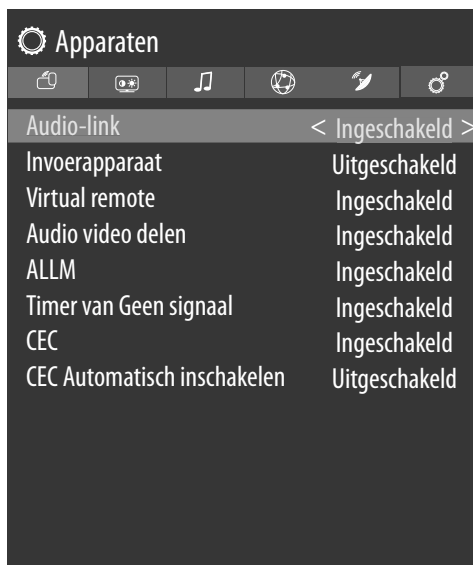 Apparaten
Audio-link < Ingeschakeld >
Invoerapparaat Uitgeschakeld
Virtual remote Ingeschakeld
Audio video delen Ingeschakeld
ALLM Ingeschakeld
Timer van Geen signaal Ingeschakeld
CEC Ingeschakeld
CEC Automatisch inschakelen Uitgeschakeld